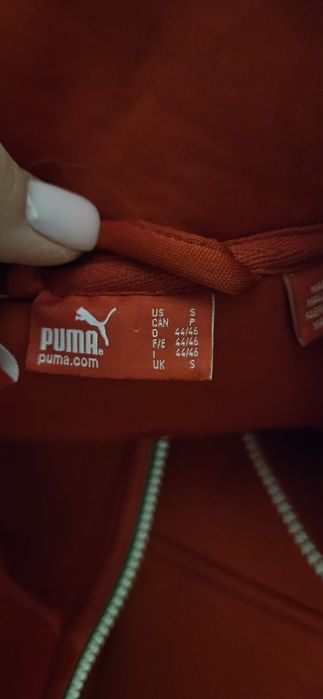 PUMA®
puma.com
US S
CAN P
D 44/46
F/E 44/46
I 44/46
UK S